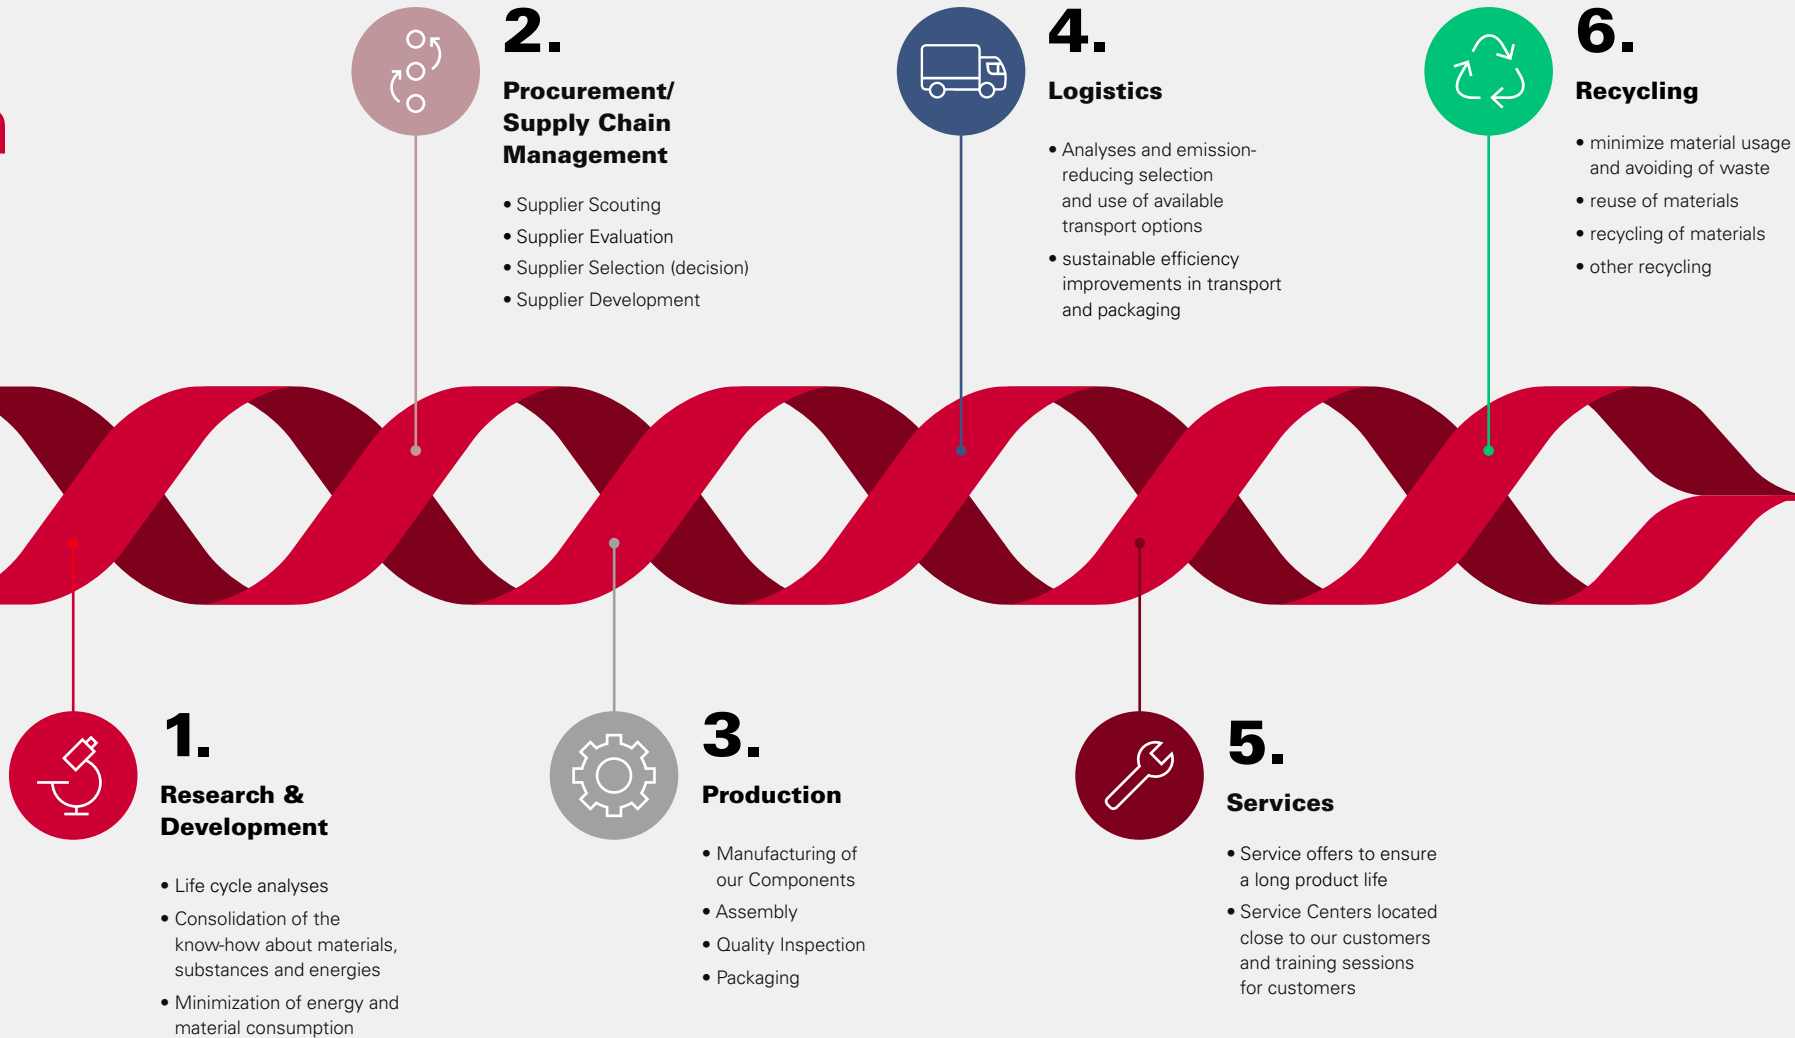 2.
Procurement/
Supply Chain
Management
• Supplier Scouting
• Supplier Evaluation
• Supplier Selection (decision)
• Supplier Development
4.
Logistics
• Analyses and emission-
reducing selection
and use of available
transport options
• sustainable efficiency
improvements in transport
and packaging
6.
Recycling
• minimize material usage
and avoiding of waste
• reuse of materials
• recycling of materials
• other recycling
1.
Research &
Development
• Life cycle analyses
• Consolidation of the
know-how about materials,
substances and energies
• Minimization of energy and
material consumption
3.
Production
• Manufacturing of
our Components
• Assembly
• Quality Inspection
• Packaging
5.
Services
• Service offers to ensure
a long product life
• Service Centers located
close to our customers
and training sessions
for customers